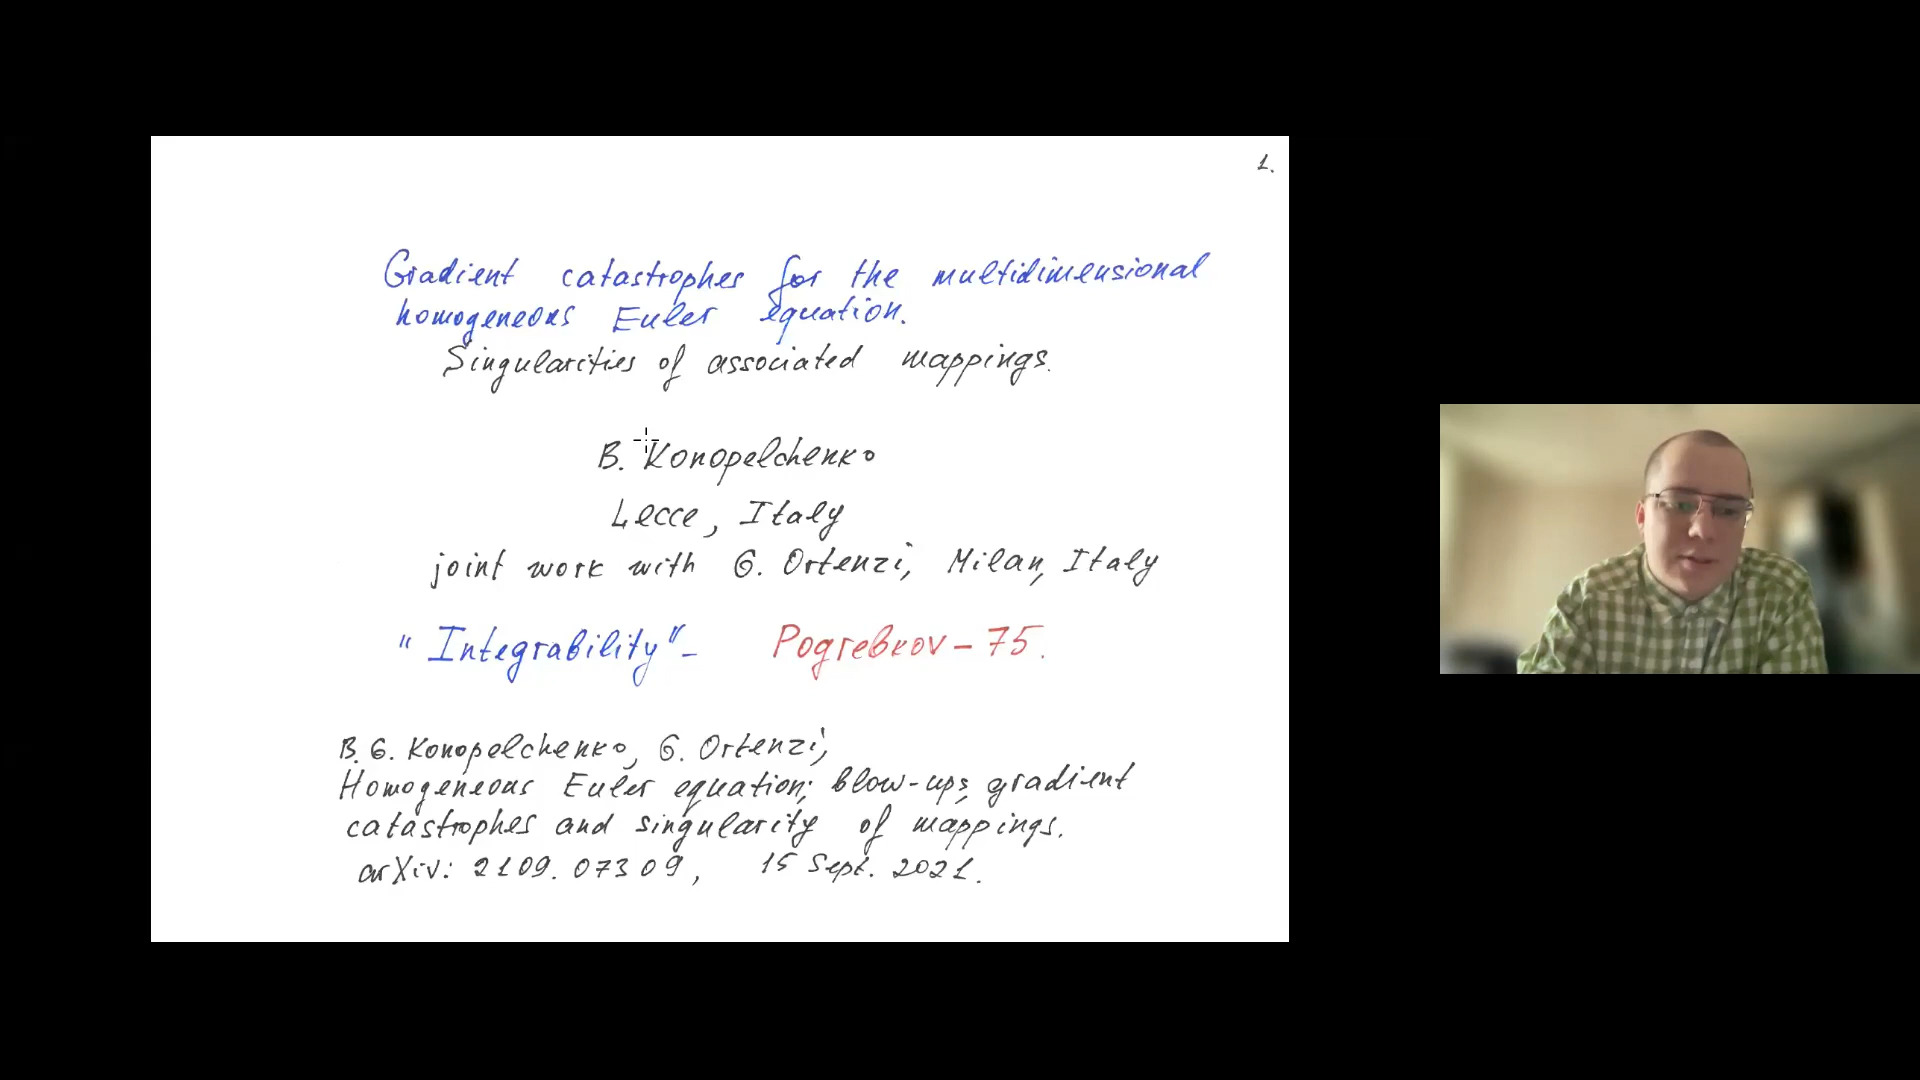 1.
Gradient catastrophes for the multidimensional
homogeneous Euler equation.
Singularities of associated mappings.
B. Konopelchenko
Lecce, Italy
joint work with G. Ortenzi, Milan, Italy
"Integrability" - Pogrebkov - 75.
B. G. Konopelchenko, G. Ortenzi,
Homogeneous Euler equation; blow-ups, gradient
catastrophes and singularity of mappings.
arXiv: 2109.07309, 15 Sept. 2021.